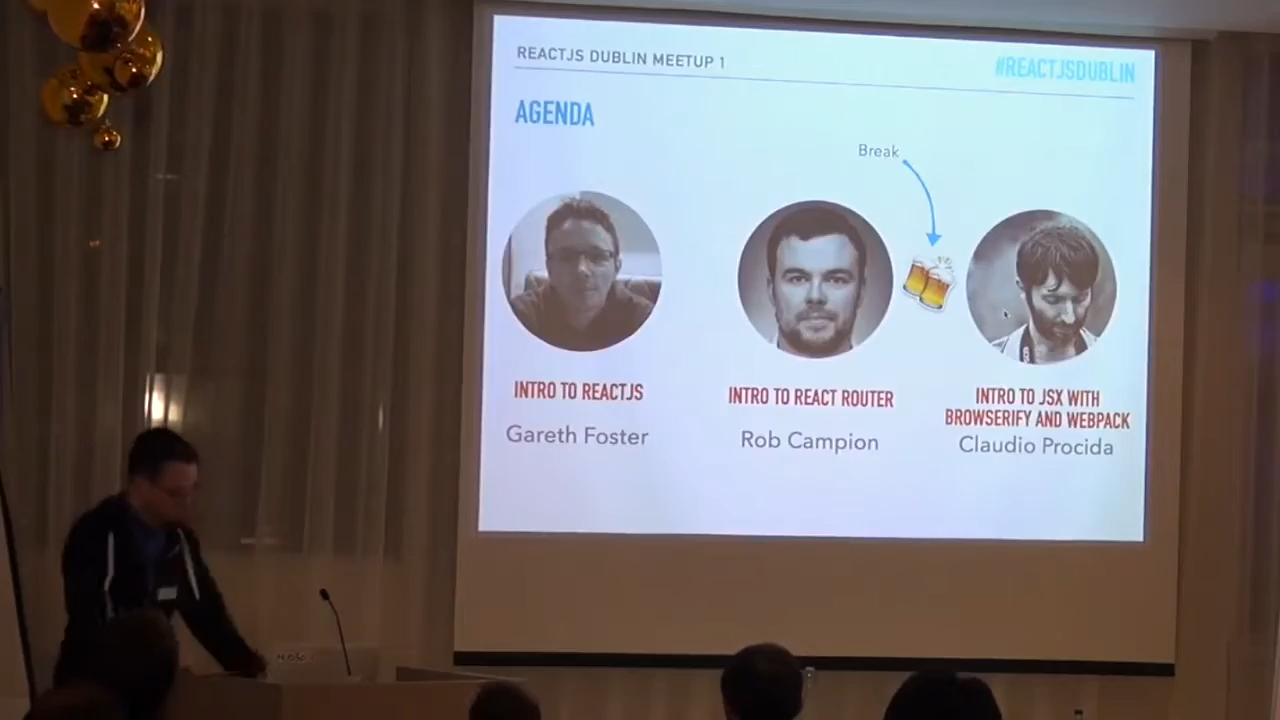 REACTJS DUBLIN MEETUP 1
#REACTJSDUBLIN
AGENDA
Break
INTRO TO REACTJS
Gareth Foster
INTRO TO REACT ROUTER
Rob Campion
INTRO TO JSX WITH
BROWSERIFY AND WEBPACK
Claudio Procida